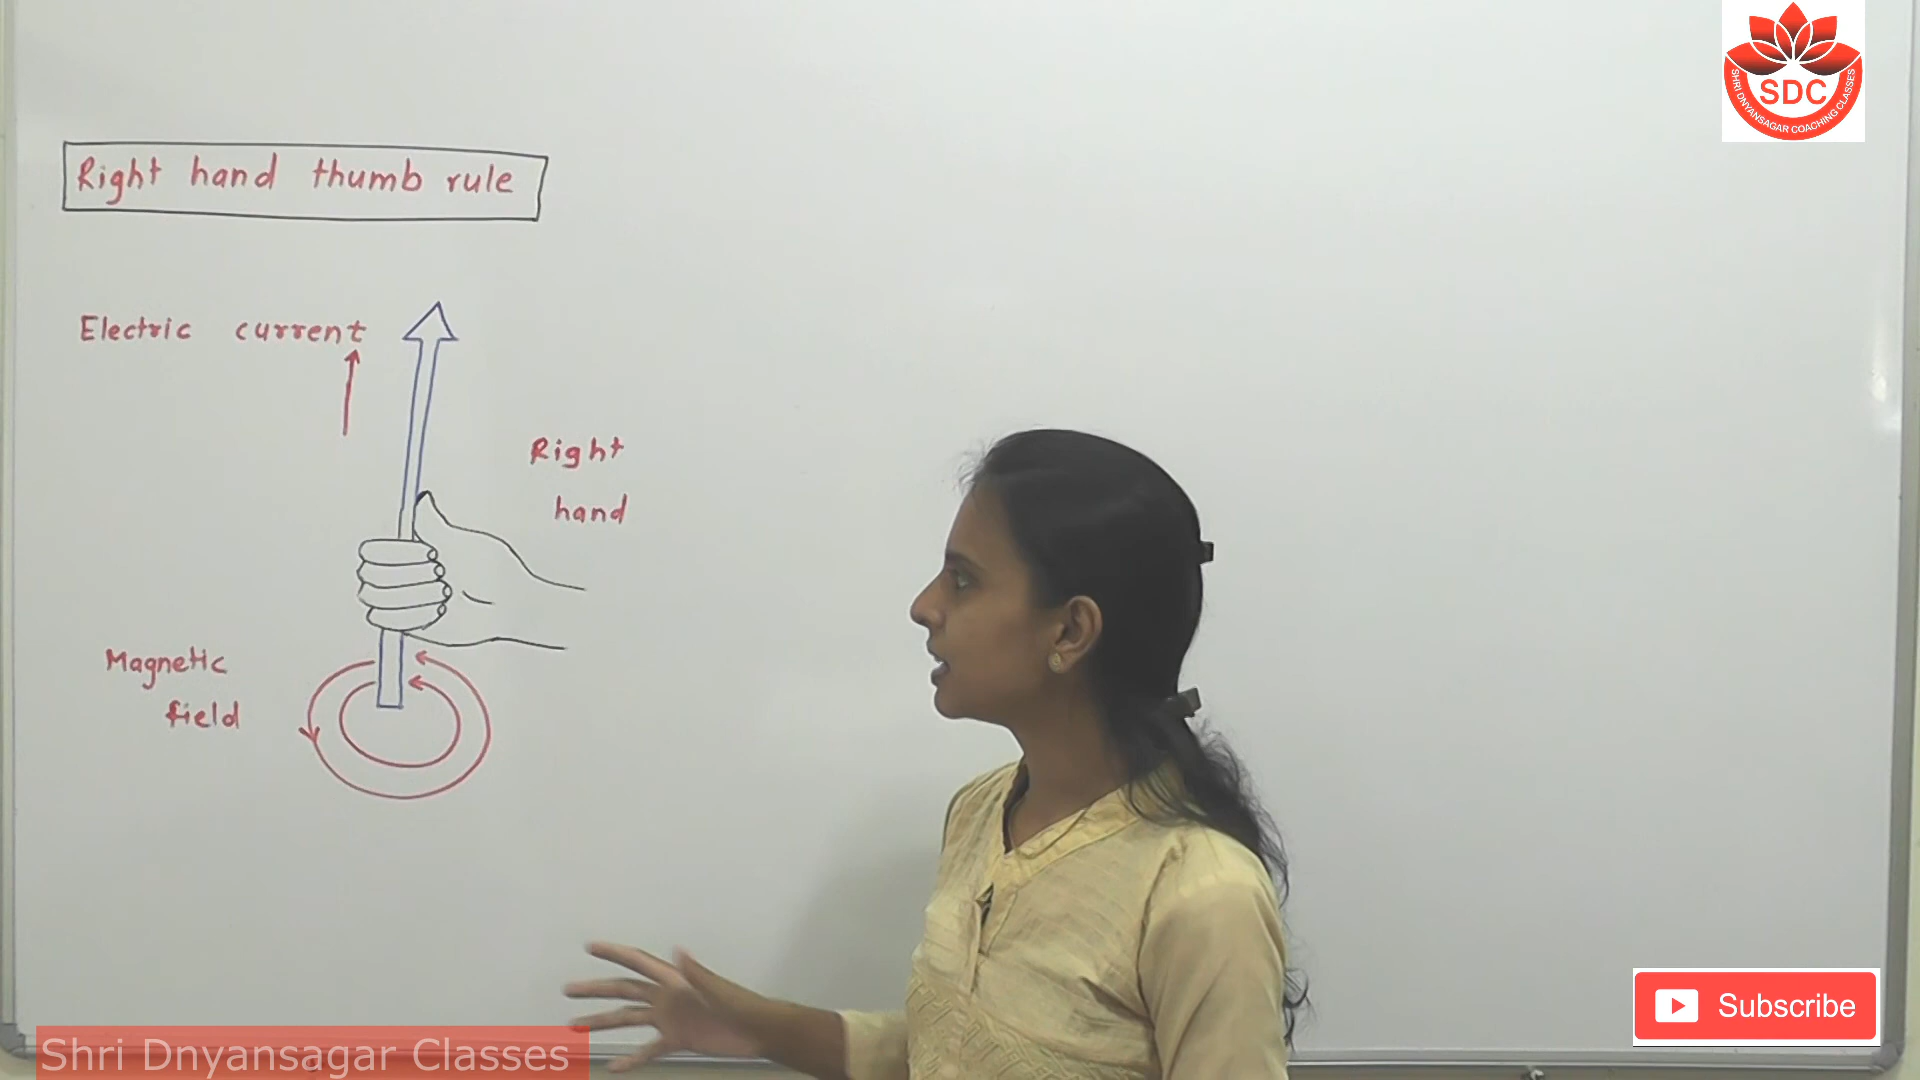 SDC
SHRI DNYANSAGAR COACHING CLASSES
Right hand thumb rule
Electric current
Right
hand
Magnetic
field
Subscribe
Shri Dnyansagar Classes